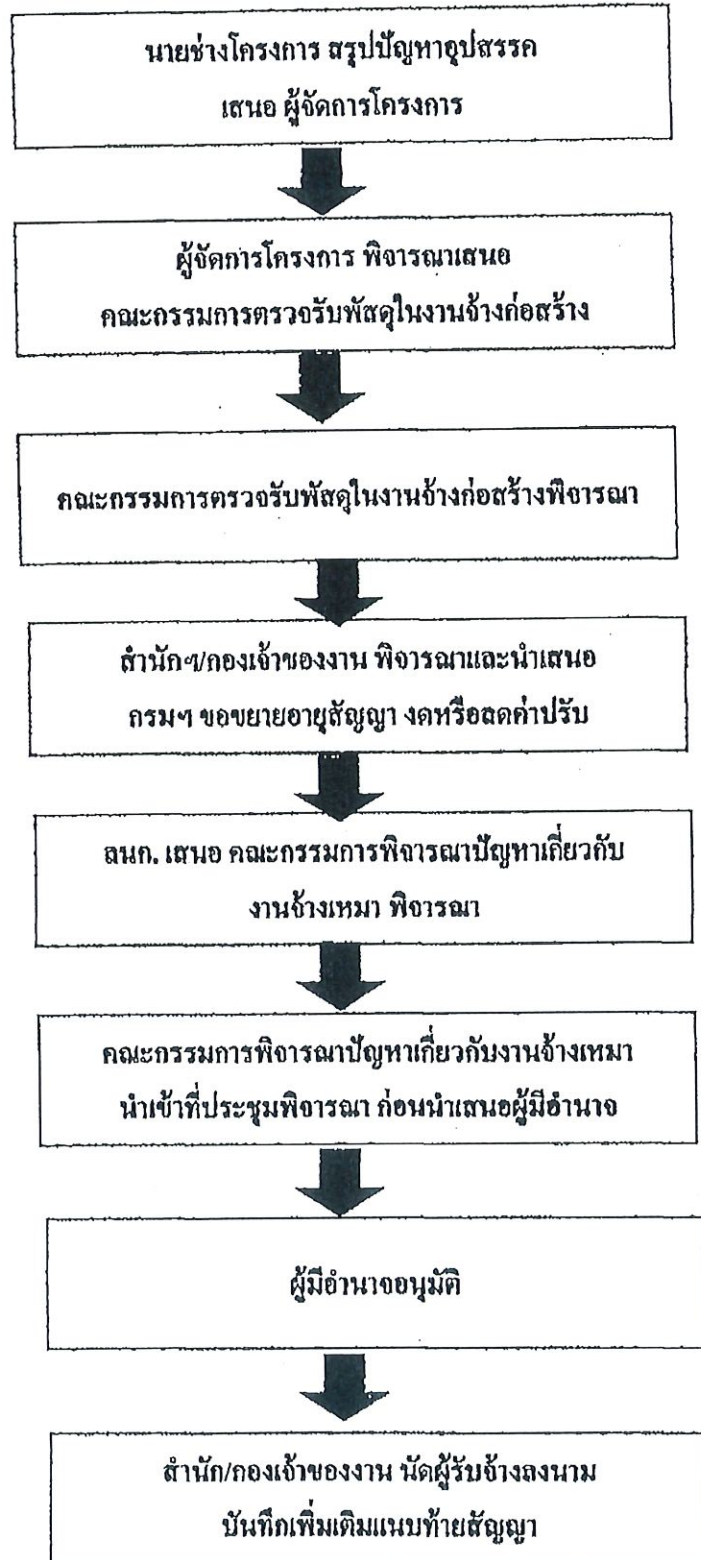 นายช่างโครงการ สรุปปัญหาอุปสรรค
เสนอ ผู้จัดการโครงการ
ผู้จัดการโครงการ พิจารณาเสนอ
คณะกรรมการตรวจรับพัสดุในงานจ้างก่อสร้าง
คณะกรรมการตรวจรับพัสดุในงานจ้างก่อสร้างพิจารณา
สำนักฯ/กองเจ้าของงาน พิจารณาและนำเสนอ
กรมฯ ขอขยายอายุสัญญา งดหรือลดค่าปรับ
ลนก. เสนอ คณะกรรมการพิจารณาปัญหาเกี่ยวกับ
งานจ้างเหมา พิจารณา
คณะกรรมการพิจารณาปัญหาเกี่ยวกับงานจ้างเหมา
นำเข้าที่ประชุมพิจารณา ก่อนนำเสนอผู้มีอำนาจ
ผู้มีอำนาจอนุมัติ
สำนัก/กองเจ้าของงาน นัดผู้รับจ้างลงนาม
บันทึกเพิ่มเติมแนบท้ายสัญญา